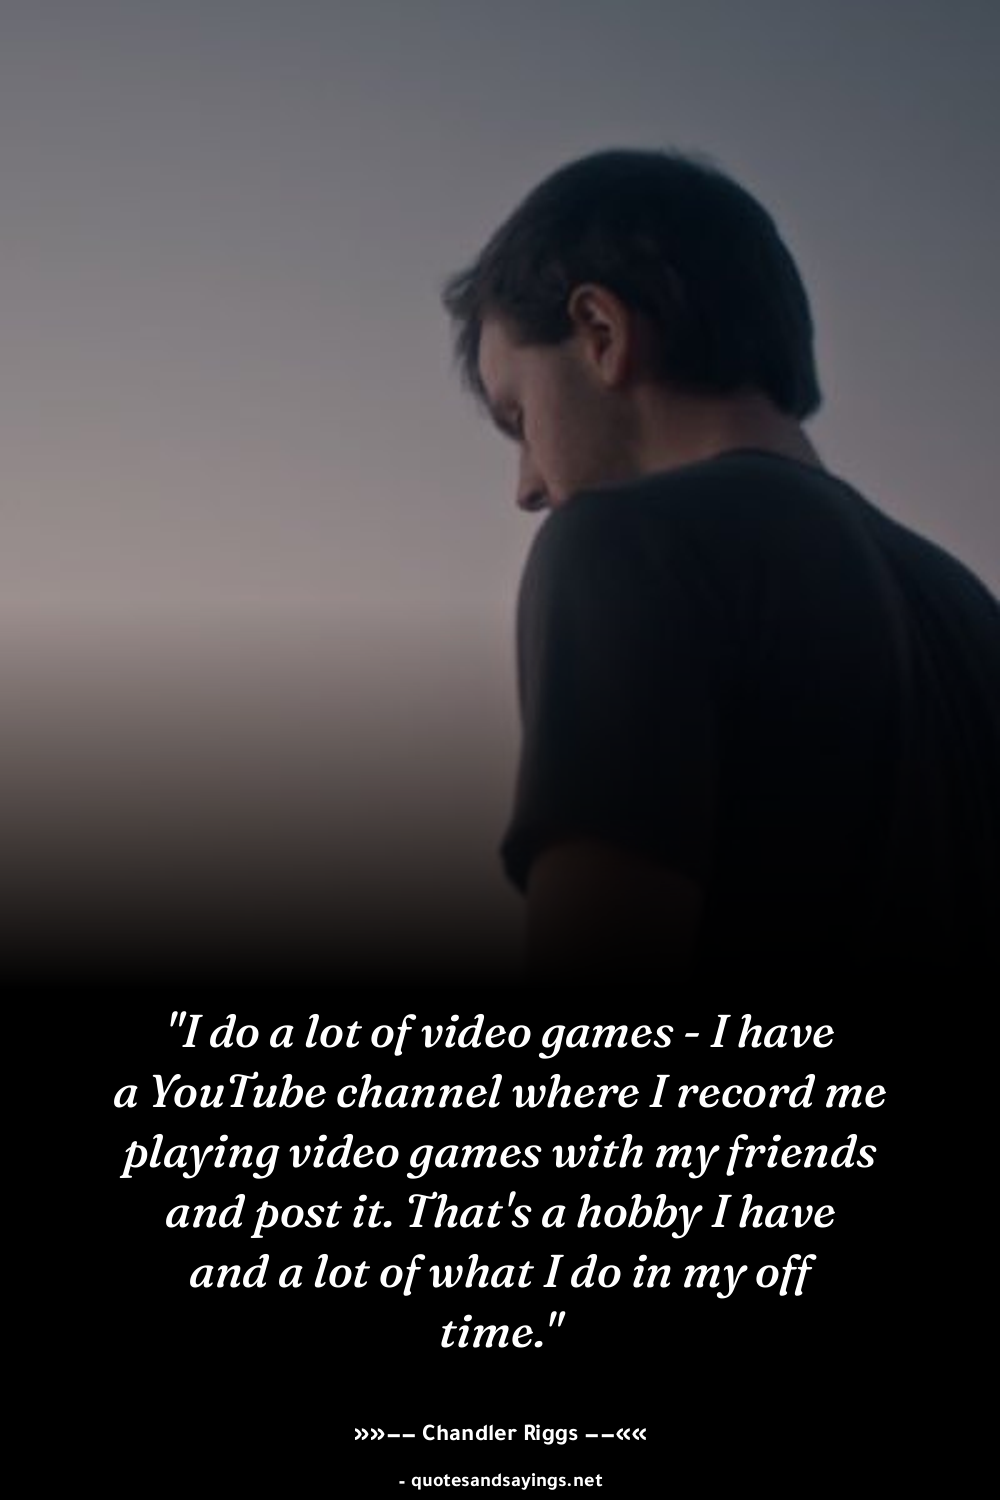 "I do a lot of video games - I have
a YouTube channel where I record me
playing video games with my friends
and post it. That's a hobby I have
and a lot of what I do in my off
time."
»»−− Chandler Riggs −−««
- quotesandsayings.net